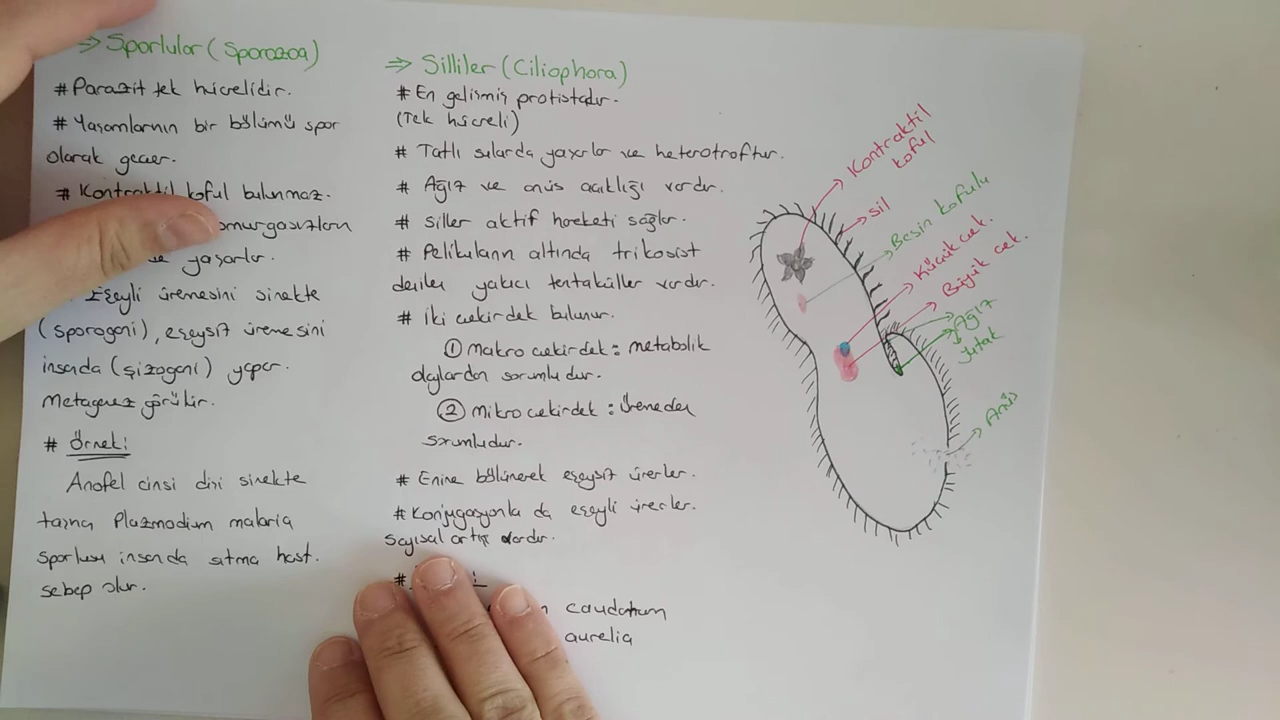 ⇒ Sporlular (Sporozoa)
# Parazit tek hücrelidir.
# Yaşamlarının bir bölümü spor
olarak geçer.
# Kontraktil koful bulunmaz.
omurgasızların
ve yaşarlar.
Eşeyli üremesini sinekte
(sporogoni), eşeysiz üremesini
insanda (şizogoni) yapar.
Metagenez görülür.
# Örnek:
Anofel cinsi dişi sinekte
taşınan Plazmodium malaria
sporlusu insanda sıtma hast.
sebep olur.
⇒ Silliler (Ciliophora)
# En gelişmiş protistadır.
(Tek hücreli)
# Tatlı sularda yaşarlar ve heterotroftur.
# Ağız ve anüs açıklığı vardır.
# Siller aktif hareketi sağlar.
# Pelikulanın altında trikosist
denilen yakıcı tentaküller vardır.
# İki çekirdek bulunur.
① Makro çekirdek: metabolik
olaylardan sorumludur.
② Mikro çekirdek: Üremeden
sorumludur.
# Enine bölünerek eşeysiz ürerler.
# Konjugasyonla da eşeyli ürerler.
Sayısal artış vardır.
#
caudatum
aurelia
Kontraktil
koful
sil
Besin kofulu
Küçük çek.
Büyük çek.
Ağız
Yutak
Anüs